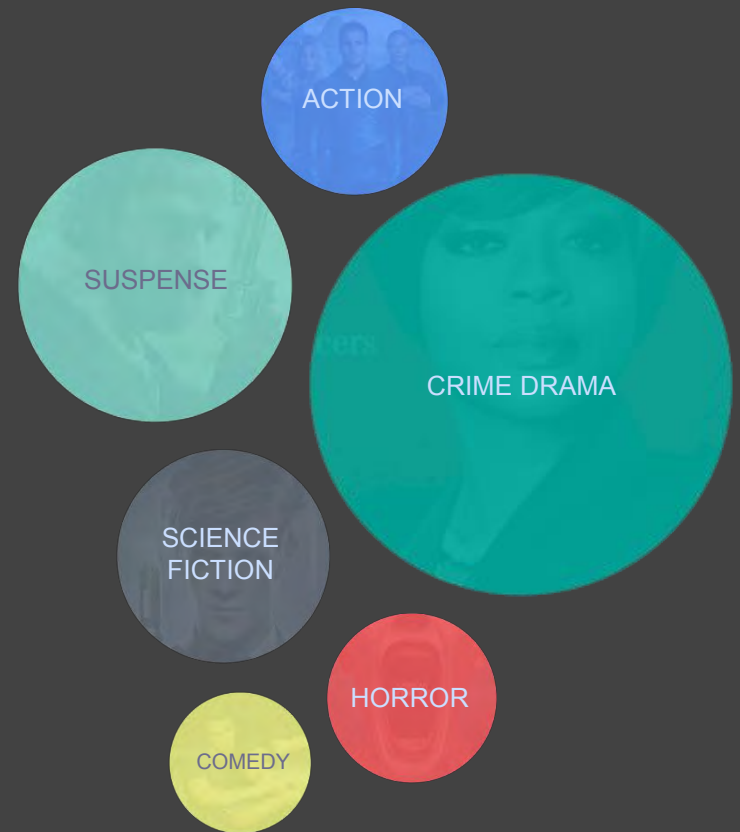 ACTION
SUSPENSE
CRIME DRAMA
SCIENCE
FICTION
HORROR
COMEDY